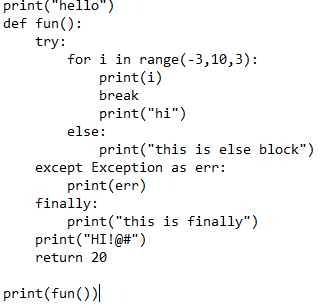 print("hello")
def fun():
    try:
        for i in range(-3,10,3):
            print(i)
            break
            print("hi")
        else:
            print("this is else block")
    except Exception as err:
        print(err)
    finally:
        print("this is finally")
    print("HI!@#")
    return 20

print(fun())